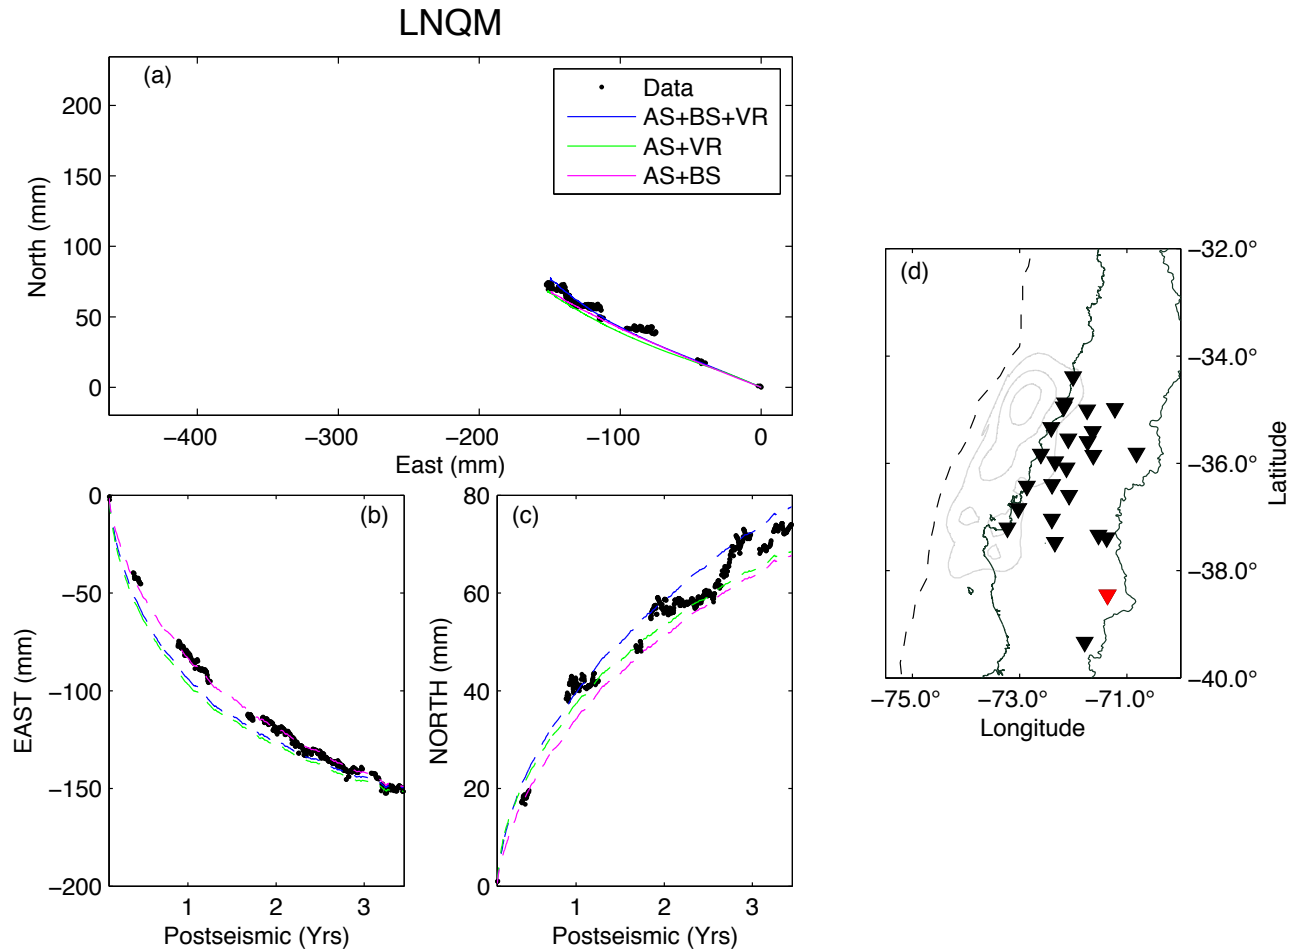 LNQM
(a)
Data
AS+BS+VR
AS+VR
AS+BS
200
150
100
50
0
North (mm)
−400
−300
−200
−100
0
East (mm)
(b)
0
−50
−100
−150
−200
EAST (mm)
1
2
3
Postseismic (Yrs)
(c)
80
60
40
20
0
NORTH (mm)
1
2
3
Postseismic (Yrs)
(d)
−32.0°
−34.0°
−36.0°
−38.0°
−40.0°
Latitude
−75.0°
−73.0°
−71.0°
Longitude